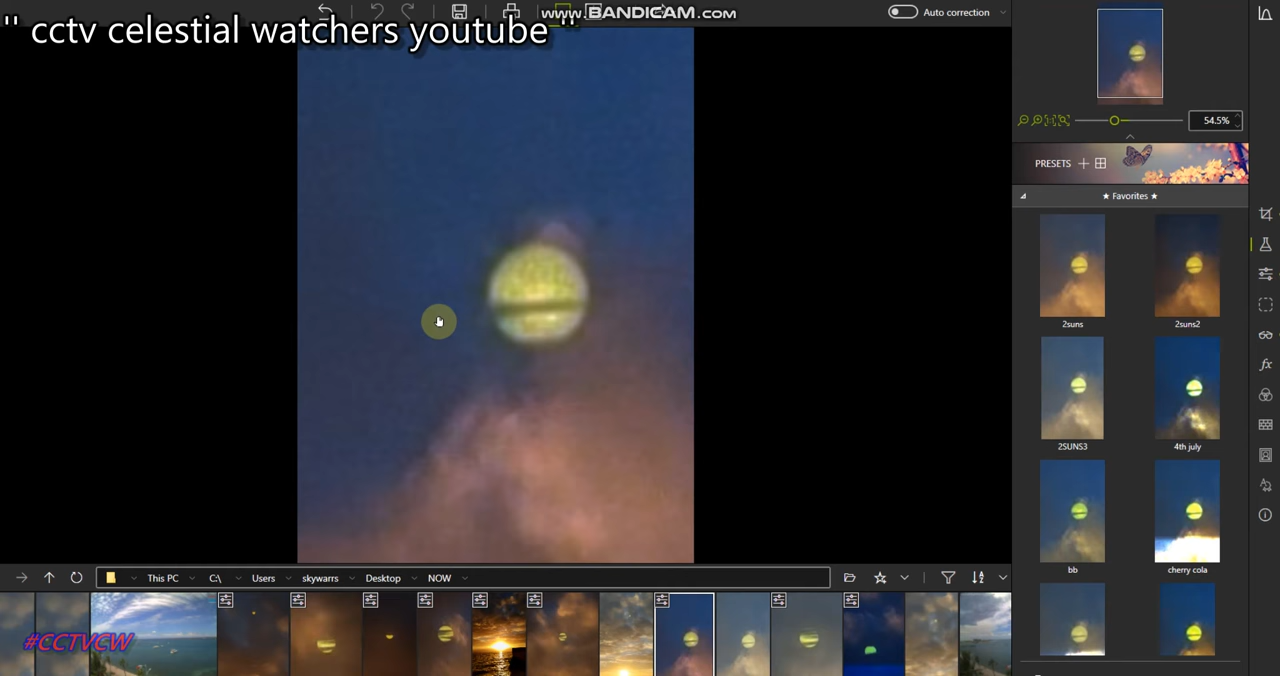 www.BANDICAM.com
Auto correction
" cctv celestial watchers youtube "
54.5%
PRESETS
★ Favorites ★
2suns
2suns2
2SUNS3
4th july
bb
cherry cola
This PC
C:\
Users
skywarrs
Desktop
NOW
#CCTVCW